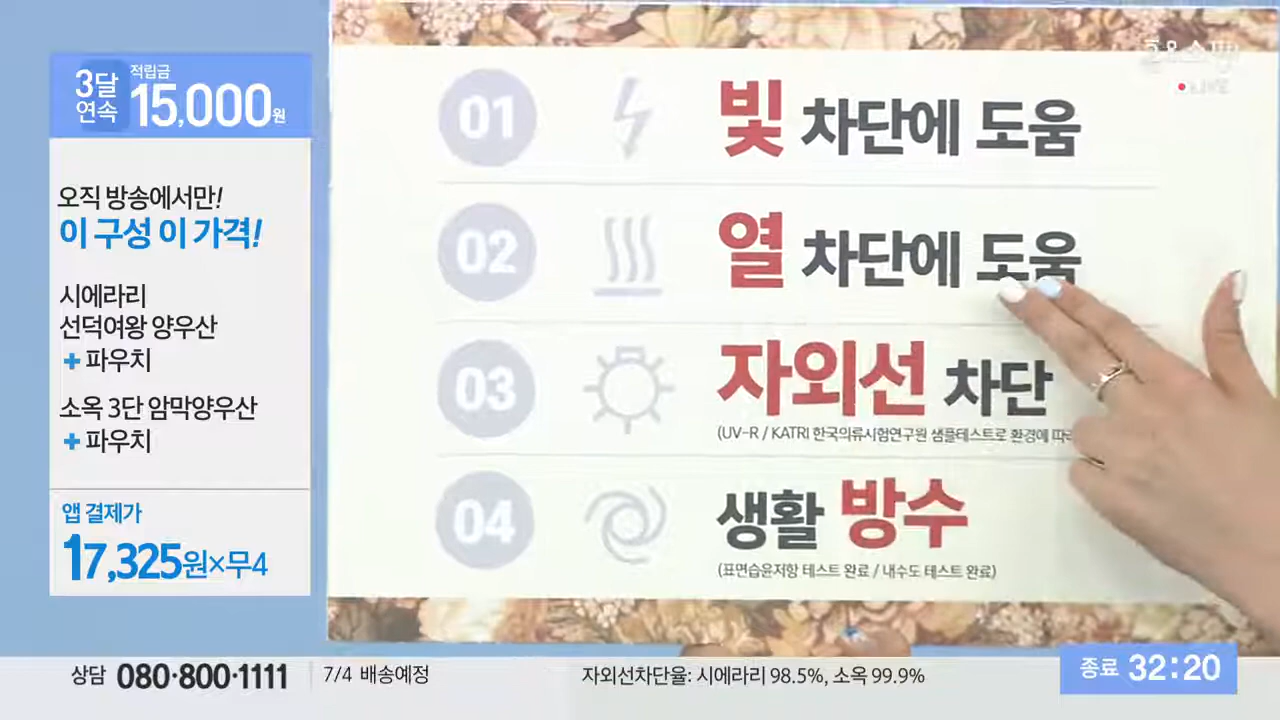 3달
연속
적립금
15,000원
오직 방송에서만!
이 구성 이 가격!
시에라리
선덕여왕 양우산
+ 파우치
소옥 3단 암막양우산
+ 파우치
앱 결제가
17,325원×무4
LIVE
01 빛 차단에 도움
02 열 차단에 도움
03 자외선 차단
(UV-R / KATRI 한국의류시험연구원 샘플테스트로 환경에 따라
04 생활 방수
(표면습윤저항 테스트 완료 / 내수도 테스트 완료)
상담 080·800·1111
7/4 배송예정
자외선차단율: 시에라리 98.5%, 소옥 99.9%
종료 32:20